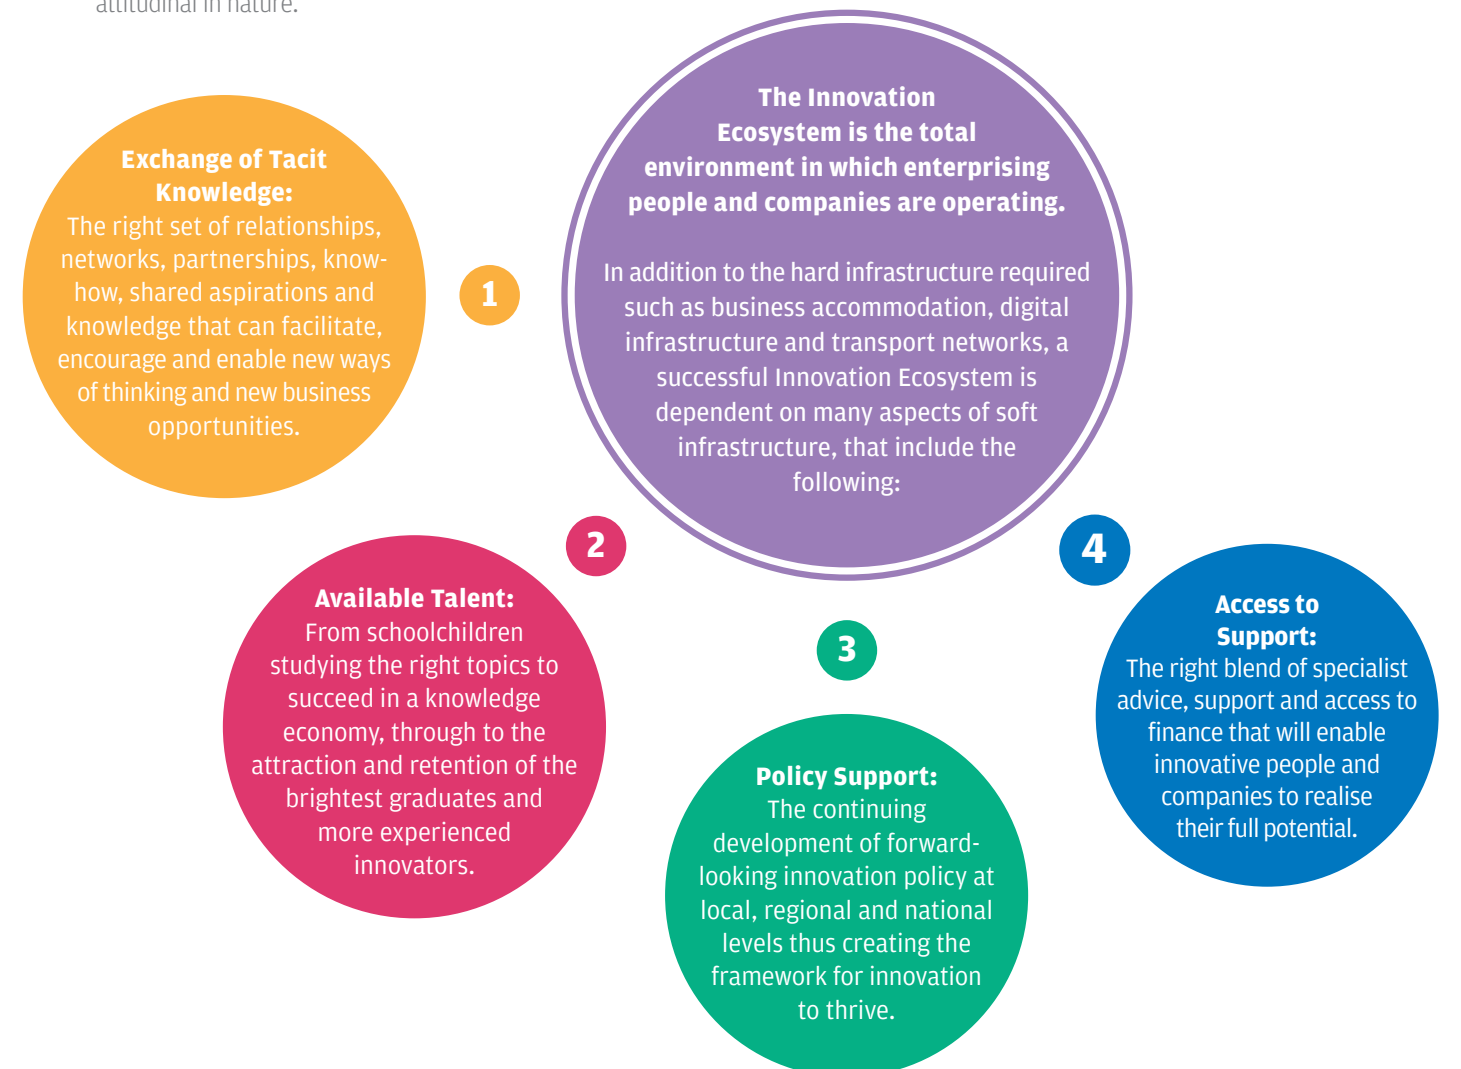 attitudinal in nature.
The Innovation
Ecosystem is the total
environment in which enterprising
people and companies are operating.
In addition to the hard infrastructure required
such as business accommodation, digital
infrastructure and transport networks, a
successful Innovation Ecosystem is
dependent on many aspects of soft
infrastructure, that include the
following:
1
Exchange of Tacit
Knowledge:
The right set of relationships,
networks, partnerships, know-
how, shared aspirations and
knowledge that can facilitate,
encourage and enable new ways
of thinking and new business
opportunities.
2
Available Talent:
From schoolchildren
studying the right topics to
succeed in a knowledge
economy, through to the
attraction and retention of the
brightest graduates and
more experienced
innovators.
3
Policy Support:
The continuing
development of forward-
looking innovation policy at
local, regional and national
levels thus creating the
framework for innovation
to thrive.
4
Access to
Support:
The right blend of specialist
advice, support and access to
finance that will enable
innovative people and
companies to realise
their full potential.